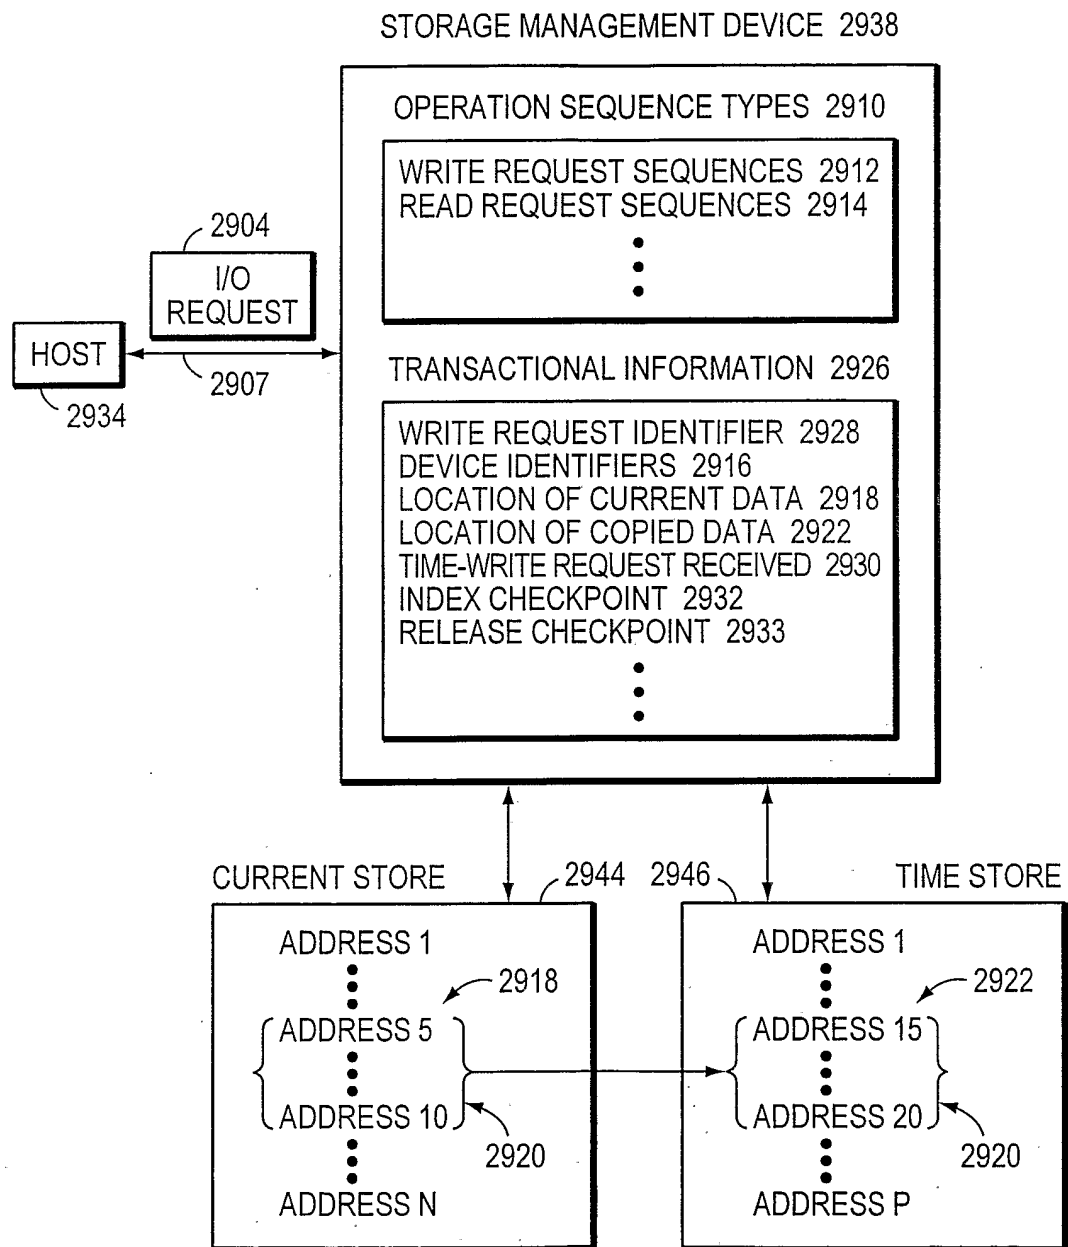 STORAGE MANAGEMENT DEVICE 2938
OPERATION SEQUENCE TYPES 2910
WRITE REQUEST SEQUENCES 2912
READ REQUEST SEQUENCES 2914
2904
I/O
REQUEST
HOST
2907
2934
TRANSACTIONAL INFORMATION 2926
WRITE REQUEST IDENTIFIER 2928
DEVICE IDENTIFIERS 2916
LOCATION OF CURRENT DATA 2918
LOCATION OF COPIED DATA 2922
TIME-WRITE REQUEST RECEIVED 2930
INDEX CHECKPOINT 2932
RELEASE CHECKPOINT 2933
CURRENT STORE
2944
ADDRESS 1
2918
ADDRESS 5
ADDRESS 10
2920
ADDRESS N
2946
TIME STORE
ADDRESS 1
2922
ADDRESS 15
ADDRESS 20
2920
ADDRESS P